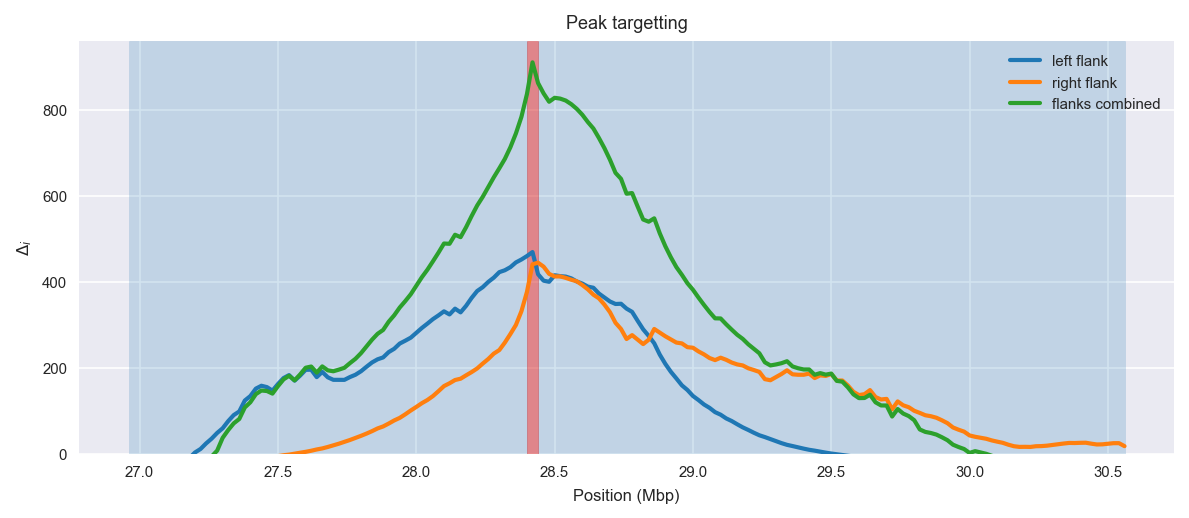 Peak targetting
left flank
right flank
flanks combined
800
600
400
200
0
Δi
27.0 27.5 28.0 28.5 29.0 29.5 30.0 30.5
Position (Mbp)